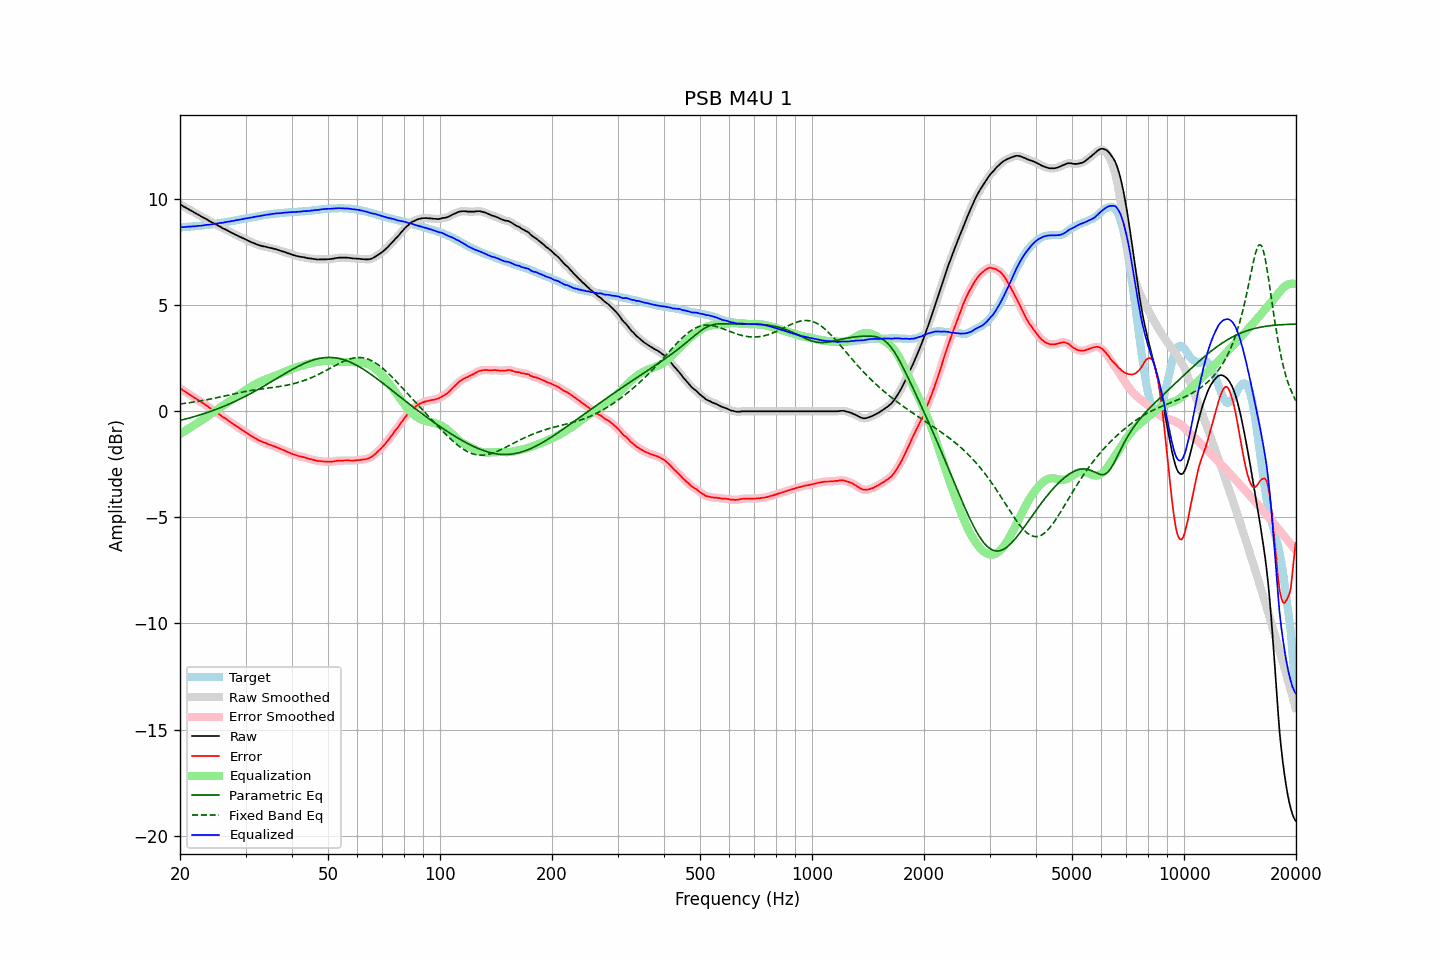 PSB M4U 1
Amplitude (dBr)
10
5
0
−5
−10
−15
−20
Target
Raw Smoothed
Error Smoothed
Raw
Error
Equalization
Parametric Eq
Fixed Band Eq
Equalized
20 50 100 200 500 1000 2000 5000 10000 20000
Frequency (Hz)